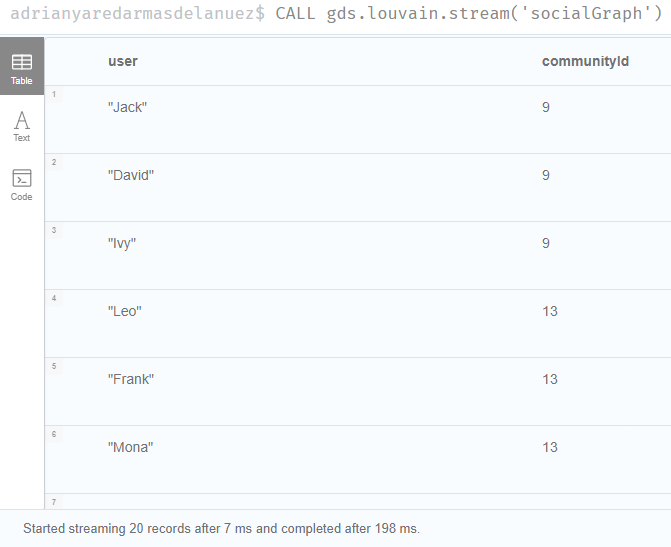 adrianyaredarmasdelanuez$ CALL gds.louvain.stream('socialGraph')
user communityId
Table
1
"Jack" 9
Text
2
"David" 9
Code
3
"Ivy" 9
4
"Leo" 13
5
"Frank" 13
6
"Mona" 13
7
Started streaming 20 records after 7 ms and completed after 198 ms.